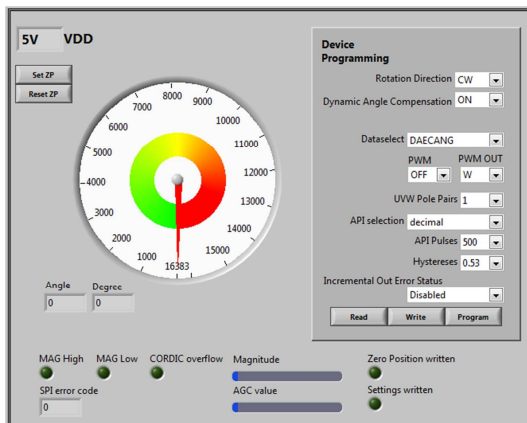 5V VDD
Set ZP
Reset ZP
8000
7000 9000
6000 10000
5000 11000
4000 12000
3000 13000
2000 14000
1000 15000
16383
Angle Degree
0 0
Device
Programming
Rotation Direction CW
Dynamic Angle Compensation ON
Dataselect DAECANG
PWM PWM OUT
OFF W
UVW Pole Pairs 1
API selection decimal
API Pulses 500
Hystereses 0.53
Incremental Out Error Status
Disabled
Read Write Program
MAG High MAG Low CORDIC overflow Magnitude Zero Position written
SPI error code AGC value Settings written
0